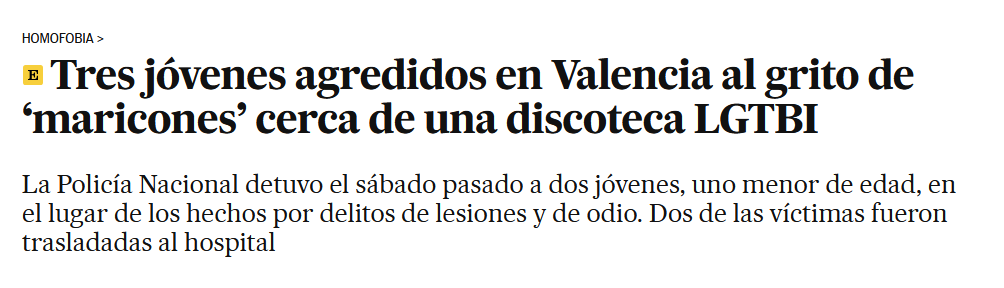 HOMOFOBIA >
E Tres jóvenes agredidos en Valencia al grito de
‘maricones’ cerca de una discoteca LGTBI
La Policía Nacional detuvo el sábado pasado a dos jóvenes, uno menor de edad, en
el lugar de los hechos por delitos de lesiones y de odio. Dos de las víctimas fueron
trasladadas al hospital